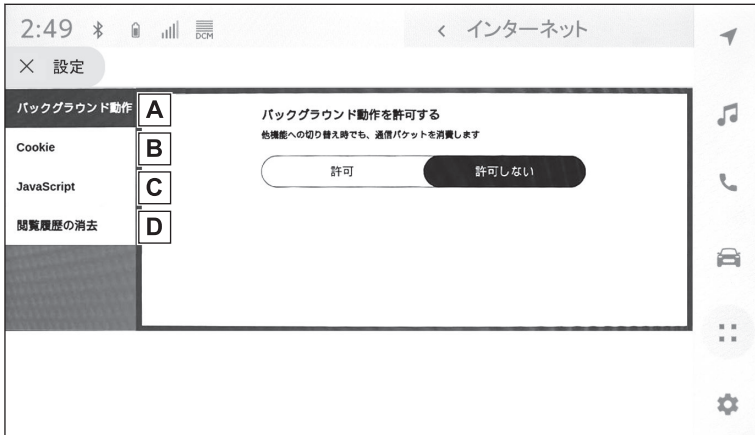 2:49 DCM < インターネット
× 設定
バックグラウンド動作 A
バックグラウンド動作を許可する
他機能への切り替え時でも、通信パケットを消費します
Cookie B
許可 許可しない
JavaScript C
閲覧履歴の消去 D